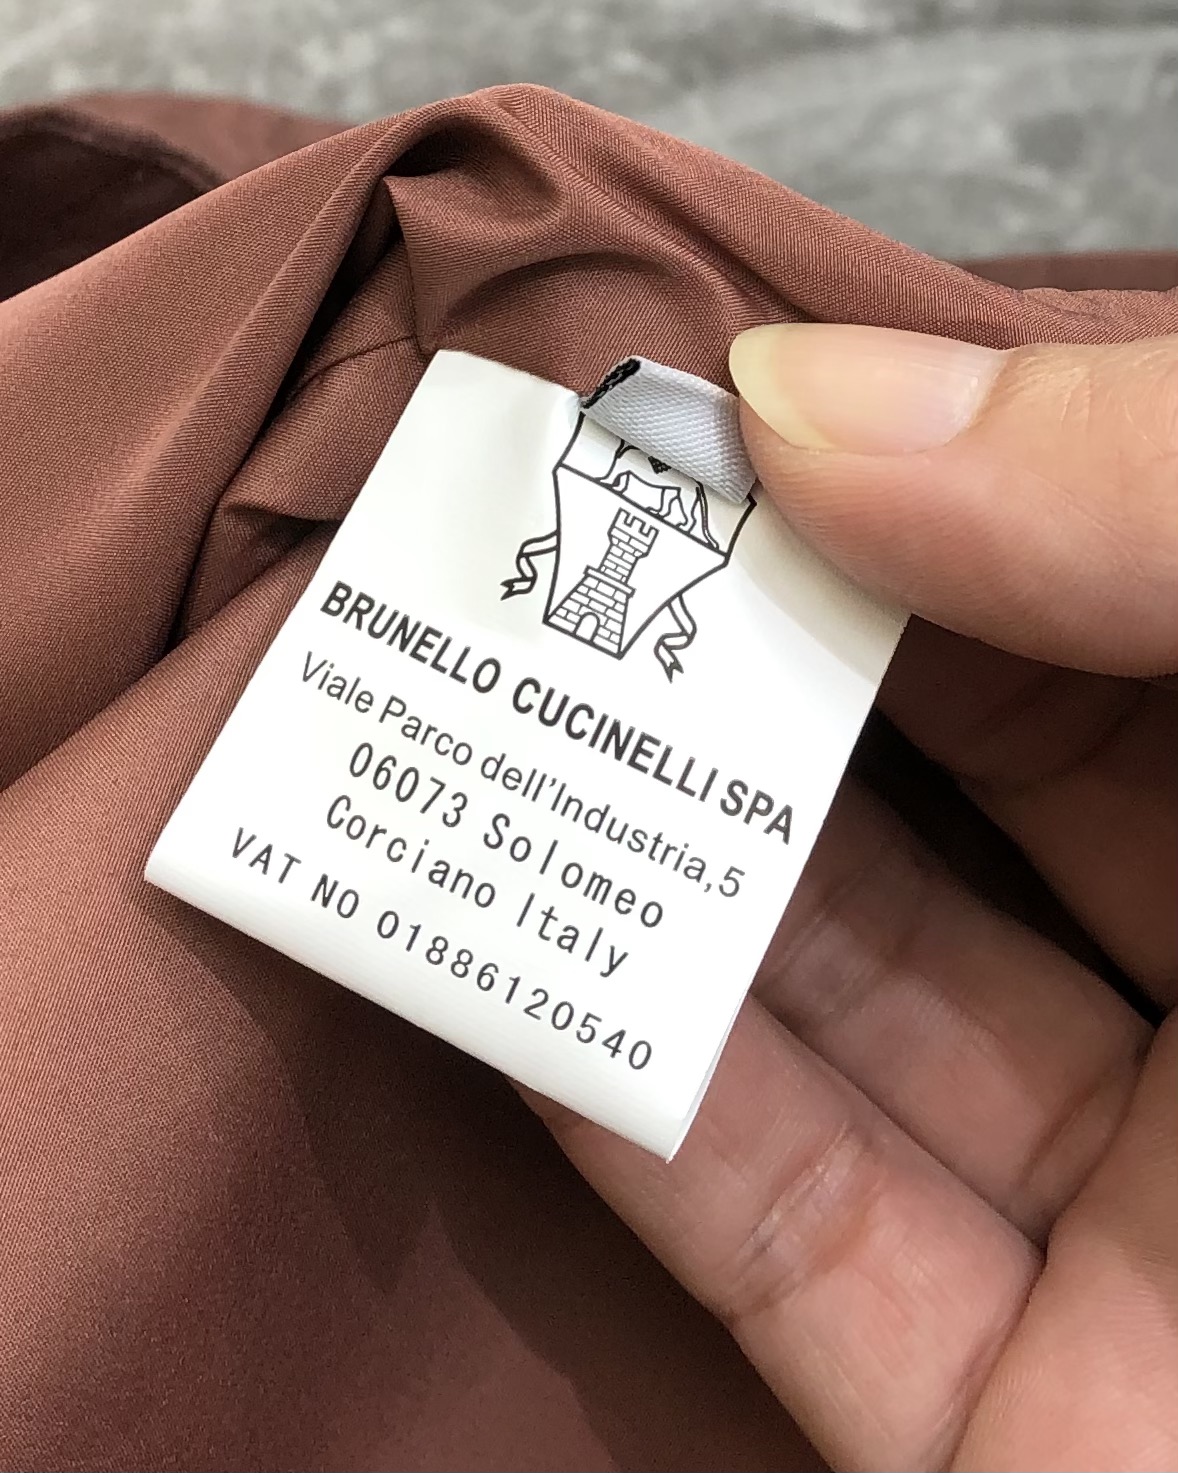 BRUNELLO CUCINELLI SPA
Viale Parco dell'Industria,5
06073 Solomeo
Corciano Italy
VAT NO 01886120540